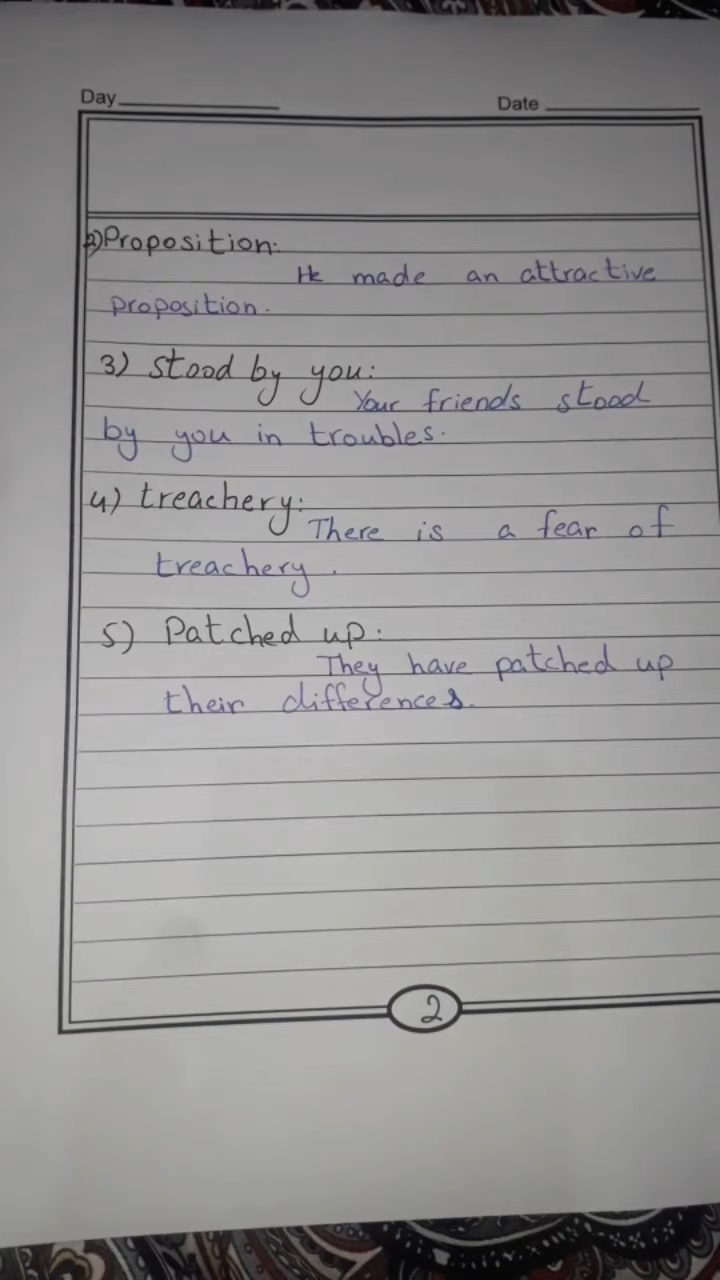 Day
Date
2) Proposition:
He made an attractive
proposition.
3) stood by you:
Your friends stood
by you in troubles.
4) treachery:
There is a fear of
treachery.
5) Patched up:
They have patched up
their differences.
2